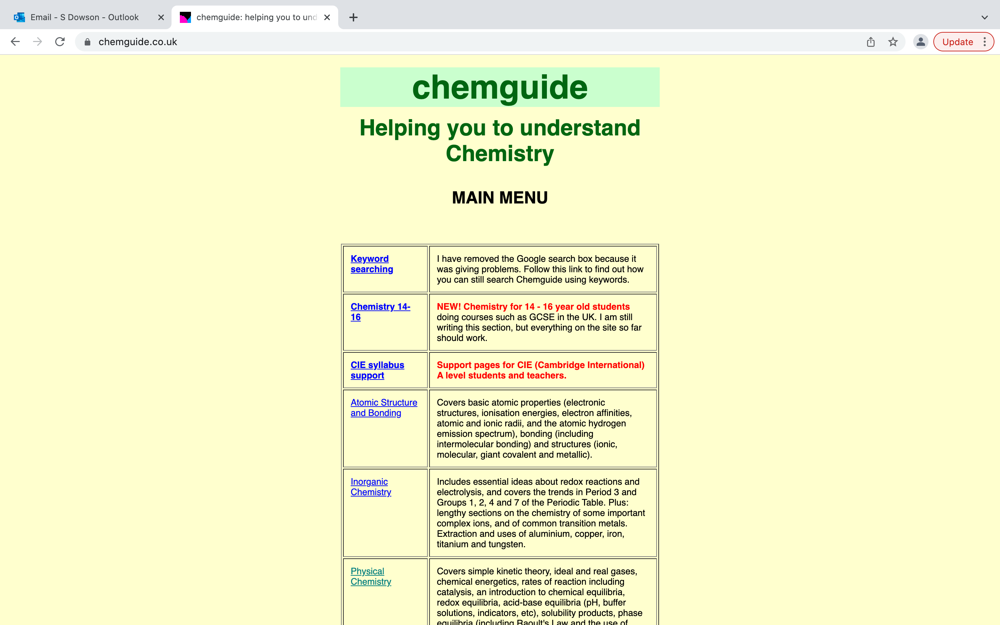 Email - S Dowson - Outlook
chemguide: helping you to und
chemguide.co.uk
Update
chemguide
Helping you to understand
Chemistry
MAIN MENU
Keyword
searching
I have removed the Google search box because it
was giving problems. Follow this link to find out how
you can still search Chemguide using keywords.
Chemistry 14-
16
NEW! Chemistry for 14 - 16 year old students
doing courses such as GCSE in the UK. I am still
writing this section, but everything on the site so far
should work.
CIE syllabus
support
Support pages for CIE (Cambridge International)
A level students and teachers.
Atomic Structure
and Bonding
Covers basic atomic properties (electronic
structures, ionisation energies, electron affinities,
atomic and ionic radii, and the atomic hydrogen
emission spectrum), bonding (including
intermolecular bonding) and structures (ionic,
molecular, giant covalent and metallic).
Inorganic
Chemistry
Includes essential ideas about redox reactions and
electrolysis, and covers the trends in Period 3 and
Groups 1, 2, 4 and 7 of the Periodic Table. Plus:
lengthy sections on the chemistry of some important
complex ions, and of common transition metals.
Extraction and uses of aluminium, copper, iron,
titanium and tungsten.
Physical
Chemistry
Covers simple kinetic theory, ideal and real gases,
chemical energetics, rates of reaction including
catalysis, an introduction to chemical equilibria,
redox equilibria, acid-base equilibria (pH, buffer
solutions, indicators, etc), solubility products, phase
equilibria (including Raoult's Law and the use of